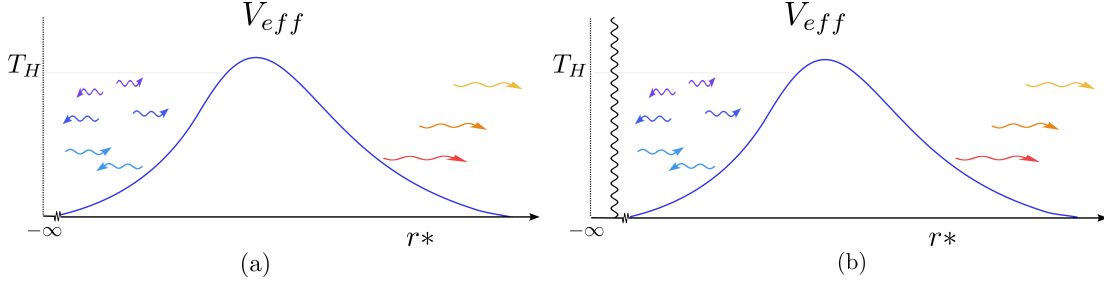 V_{eff}
T_H
−∞
r*
(a)
V_{eff}
T_H
−∞
r*
(b)